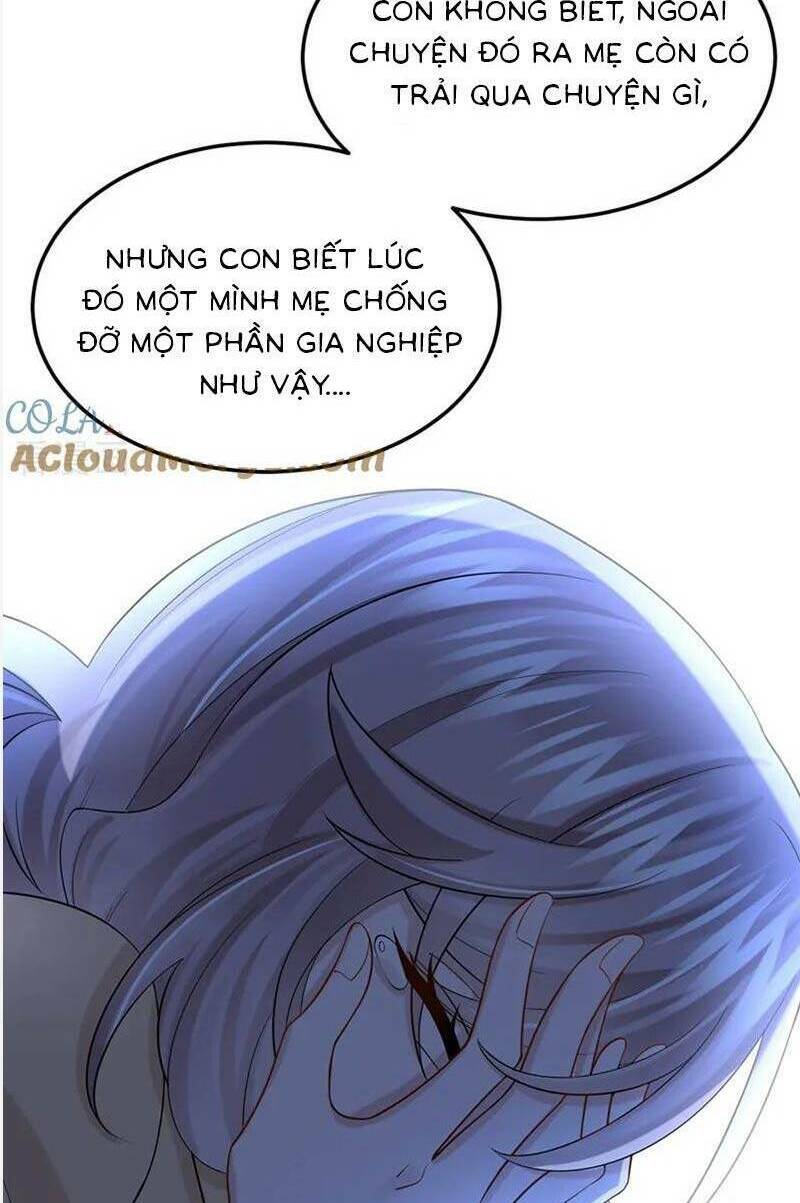 CON KHÔNG BIẾT, NGOÀI
CHUYỆN ĐÓ RA MẸ CÒN CÓ
TRẢI QUA CHUYỆN GÌ,
NHƯNG CON BIẾT LÚC
ĐÓ MỘT MÌNH MẸ CHỐNG
ĐỠ MỘT PHẦN GIA NGHIỆP
NHƯ VẬY....